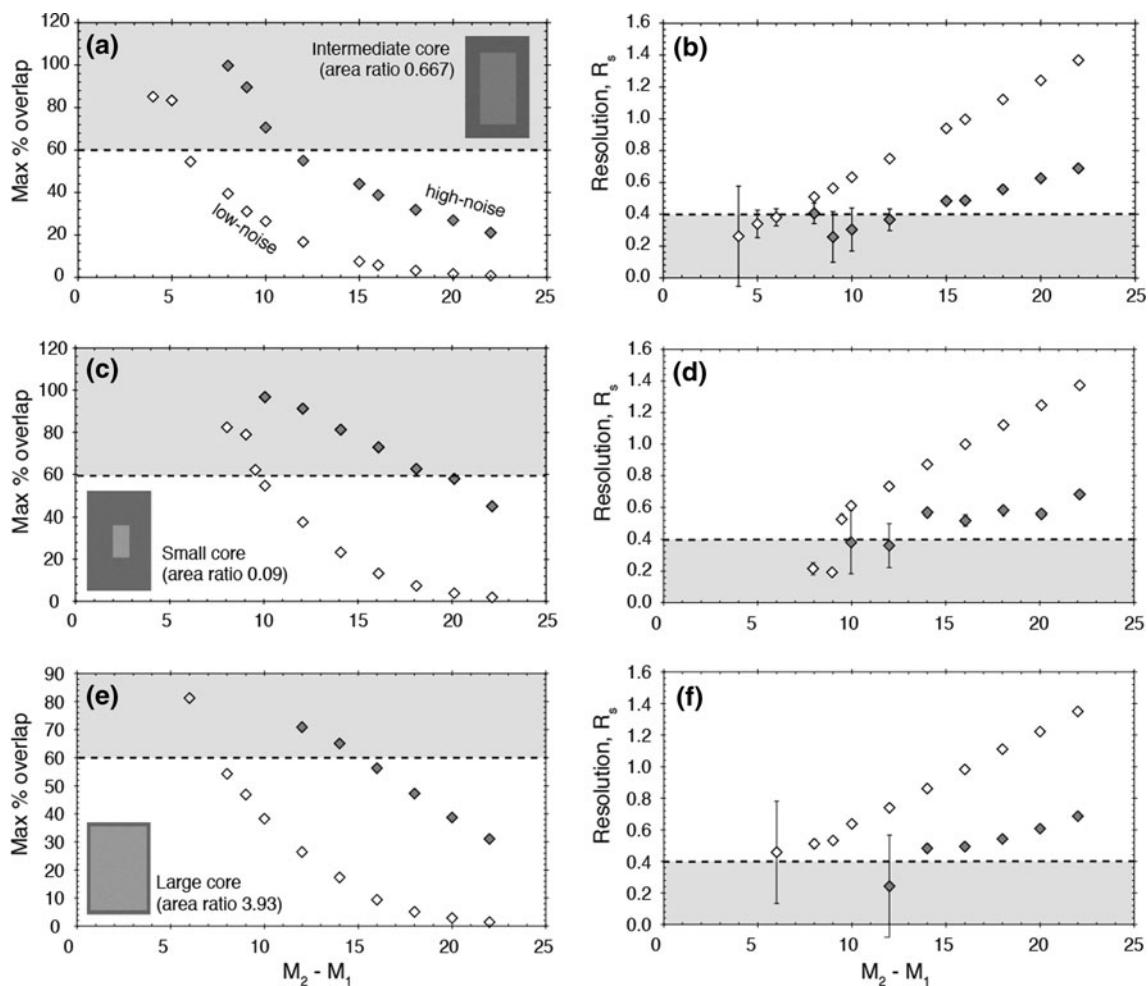 (a)
Intermediate core
(area ratio 0.667)
low-noise
high-noise
Max % overlap
120
100
80
60
40
20
0
0 5 10 15 20 25
(b)
Resolution, Rs
1.6
1.4
1.2
1.0
0.8
0.6
0.4
0.2
0.0
0 5 10 15 20 25
(c)
Small core
(area ratio 0.09)
Max % overlap
120
100
80
60
40
20
0
0 5 10 15 20 25
(d)
Resolution, Rs
1.6
1.4
1.2
1.0
0.8
0.6
0.4
0.2
0.0
0 5 10 15 20 25
(e)
Large core
(area ratio 3.93)
Max % overlap
90
80
70
60
50
40
30
20
10
0
0 5 10 15 20 25
M2 - M1
(f)
Resolution, Rs
1.6
1.4
1.2
1.0
0.8
0.6
0.4
0.2
0.0
0 5 10 15 20 25
M2 - M1